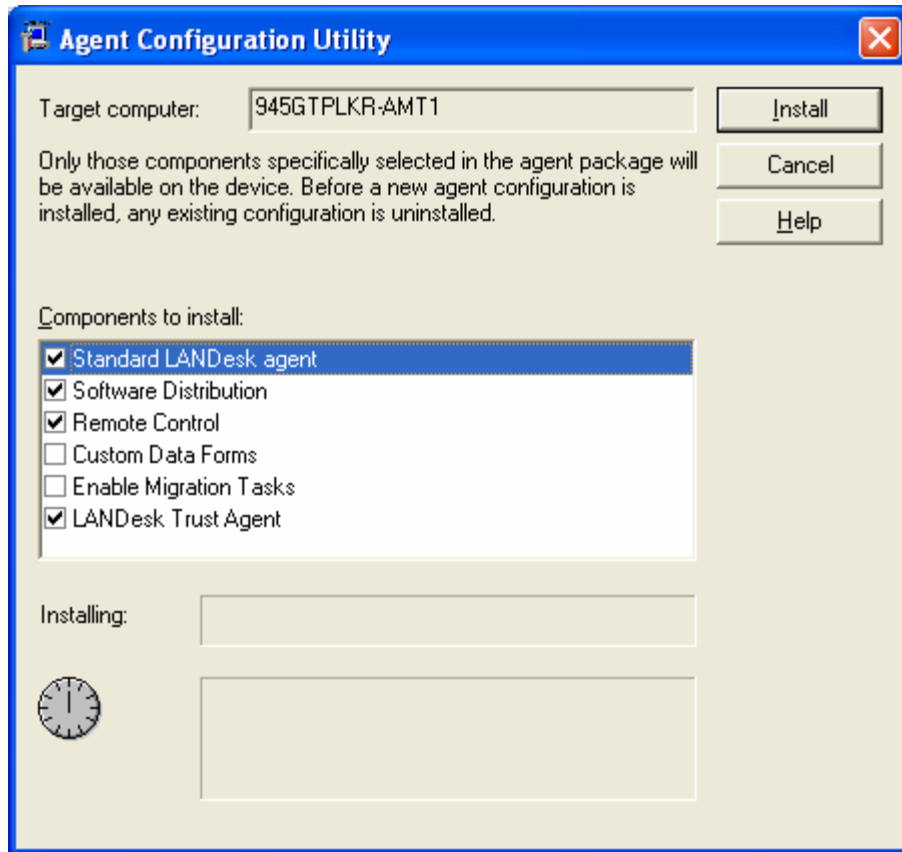 Agent Configuration Utility
Target computer: 945GTPLKR-AMT1
Install
Only those components specifically selected in the agent package will
be available on the device. Before a new agent configuration is
installed, any existing configuration is uninstalled.
Cancel
Help
Components to install:
Standard LANDesk agent
Software Distribution
Remote Control
Custom Data Forms
Enable Migration Tasks
LANDesk Trust Agent
Installing: